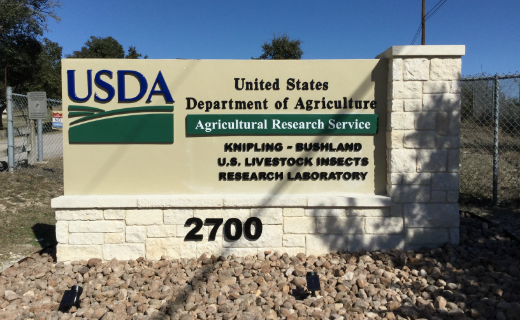 USDA
United States
Department of Agriculture
Agricultural Research Service
KNIPLING - BUSHLAND
U.S. LIVESTOCK INSECTS
RESEARCH LABORATORY
2700